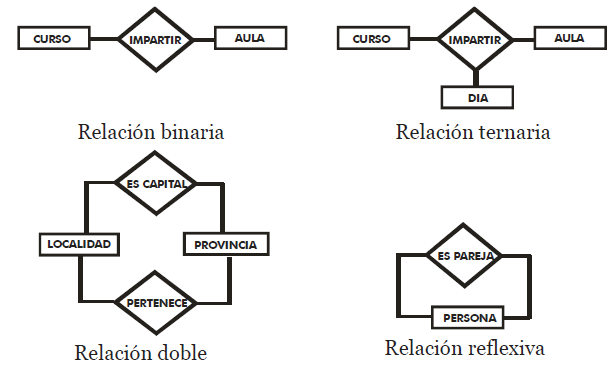 CURSO
IMPARTIR
AULA
Relación binaria
CURSO
IMPARTIR
AULA
DIA
Relación ternaria
ES CAPITAL
LOCALIDAD
PROVINCIA
PERTENECE
Relación doble
ES PAREJA
PERSONA
Relación reflexiva